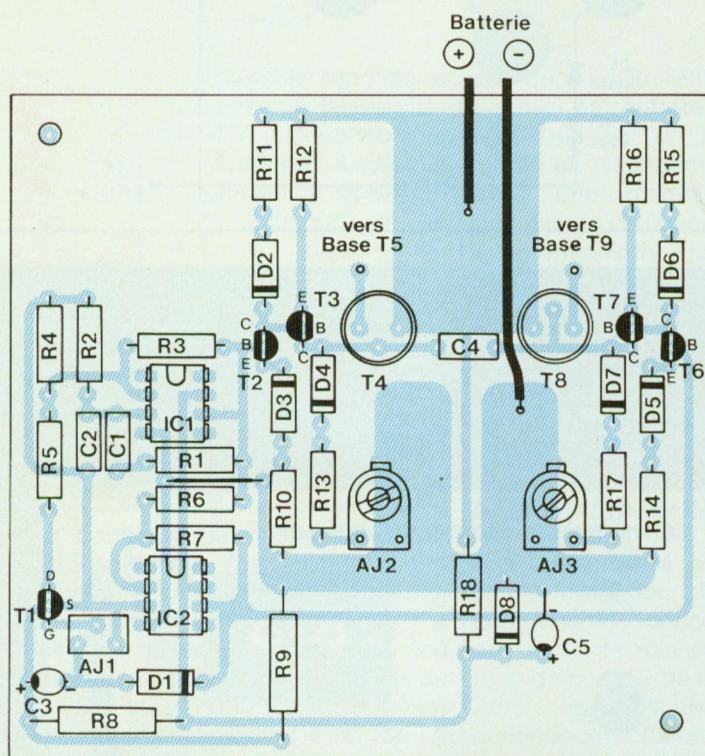 Batterie
+ −
R11 R12 R16 R15
vers
Base T5
vers
Base T9
D2 D6
C E T3 T7 E C
B B B B
T2 E C C E T6
R4 R2 R3 C4
D4 T4 T8 D7
IC1 D3 D5
R5 C2 C1
R1
R10 R13 R17 R14
R6
R7
AJ2 AJ3
D
T1 S
G
IC2
R18 D8 −
C5
+
AJ1
R9
+ −
C3
D1
R8